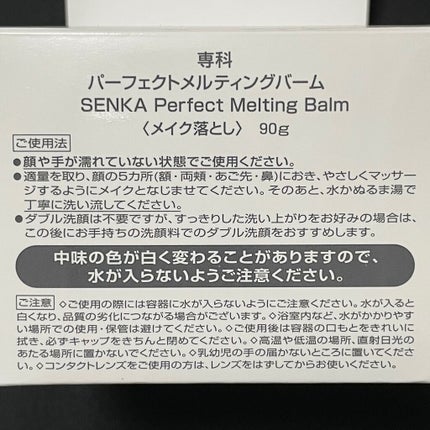 専科
パーフェクトメルティングバーム
SENKA Perfect Melting Balm
〈メイク落とし〉 90g
ご使用法
●顔や手が濡れていない状態でご使用ください。
●適量を取り、顔の5カ所(額・両頬・あご先・鼻)におき、やさしくマッサー
ジするようにメイクとなじませてください。そのあと、水かぬるま湯で
丁寧に洗い流してください。
●ダブル洗顔は不要ですが、すっきりした洗い上がりをお好みの場合は、
この後にお手持ちの洗顔料でのダブル洗顔をおすすめします。
中味の色が白く変わることがありますので、
水が入らないようご注意ください。
ご注意 ◇ご使用の際には容器に水が入らないようにご注意ください。水が入ると
白くなり、品質の劣化につながる場合がございます。◇浴室内など、水がかかりやす
い場所での使用・保管は避けてください。◇ご使用後は容器の口もとをきれいに
拭き、必ずキャップをきちんと閉めてください。◇高温や低温の場所、直射日光の
あたる場所に置かないでください。◇乳幼児の手の届かないところに置いてくださ
い。◇コンタクトレンズをご使用の方は、レンズをはずしてからお使いください。